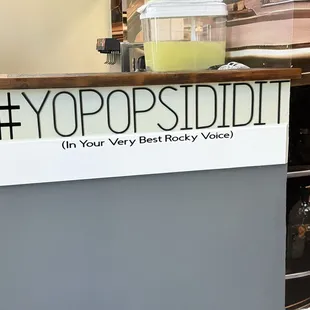 #YOPOPSIDIDIT
(In Your Very Best Rocky Voice)